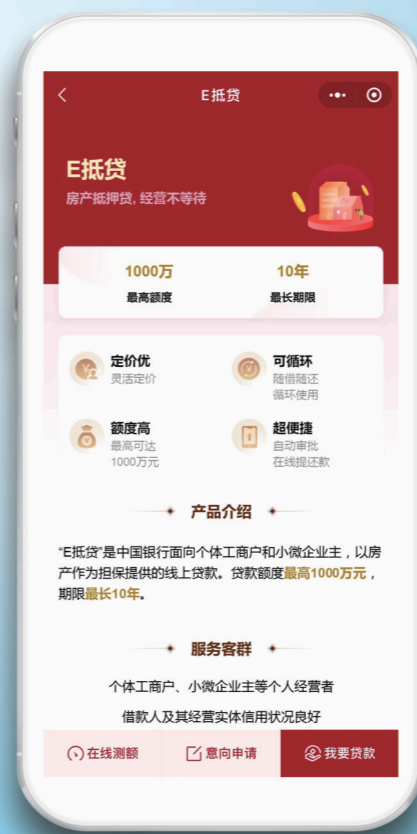 E抵贷
E抵贷
房产抵押贷, 经营不等待
1000万
10年
最高额度
最长期限
定价优
灵活定价
可循环
随借随还
循环使用
额度高
最高可达
1000万元
超便捷
自动审批
在线提还款
产品介绍
“E抵贷”是中国银行面向个体工商户和小微企业主，以房
产作为担保提供的线上贷款。贷款额度最高1000万元，
期限最长10年。
服务客群
个体工商户、小微企业主等个人经营者
借款人及其经营实体信用状况良好
在线测额
意向申请
我要贷款